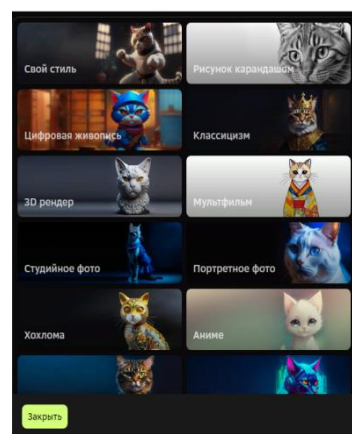 Свой стиль
Рисунок карандашом
Цифровая живопись
Классицизм
3D рендер
Мультфильм
Студийное фото
Портретное фото
Хохлома
Аниме
Закрыть